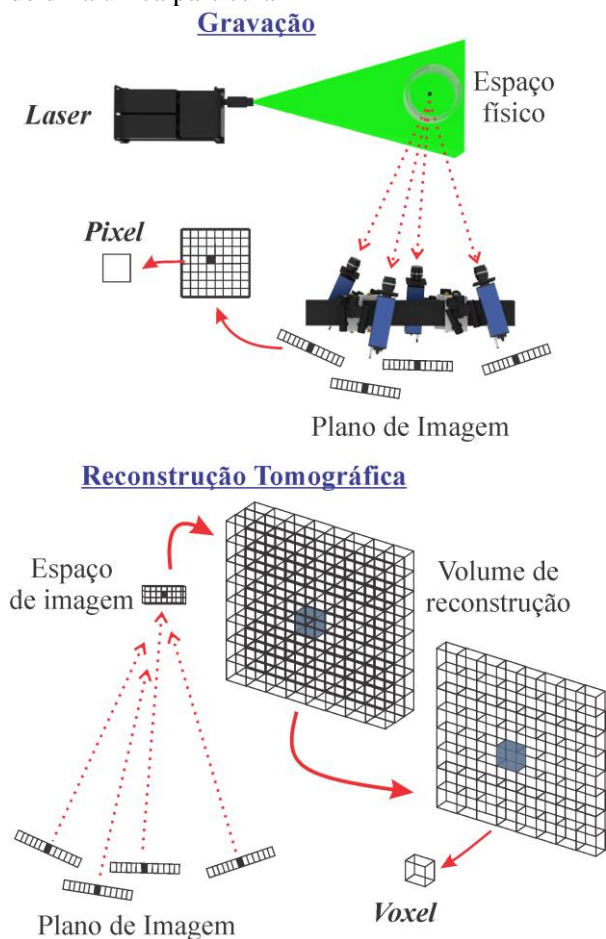 Gravação
Laser
Espaço
físico
Pixel
Plano de Imagem
Reconstrução Tomográfica
Espaço
de imagem
Volume de
reconstrução
Plano de Imagem
Voxel